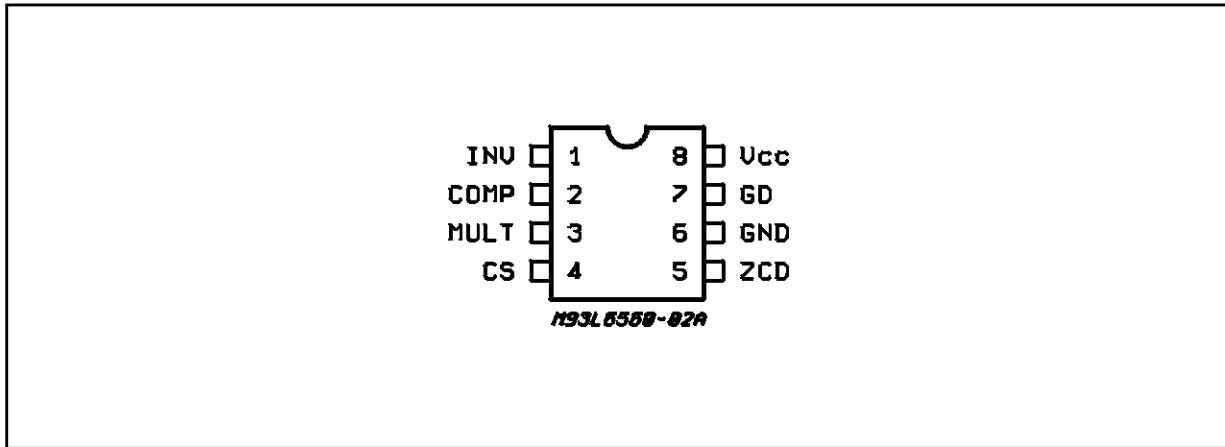 INV 1 8 Vcc
COMP 2 7 GD
MULT 3 6 GND
CS 4 5 ZCD
M93L6560-02A